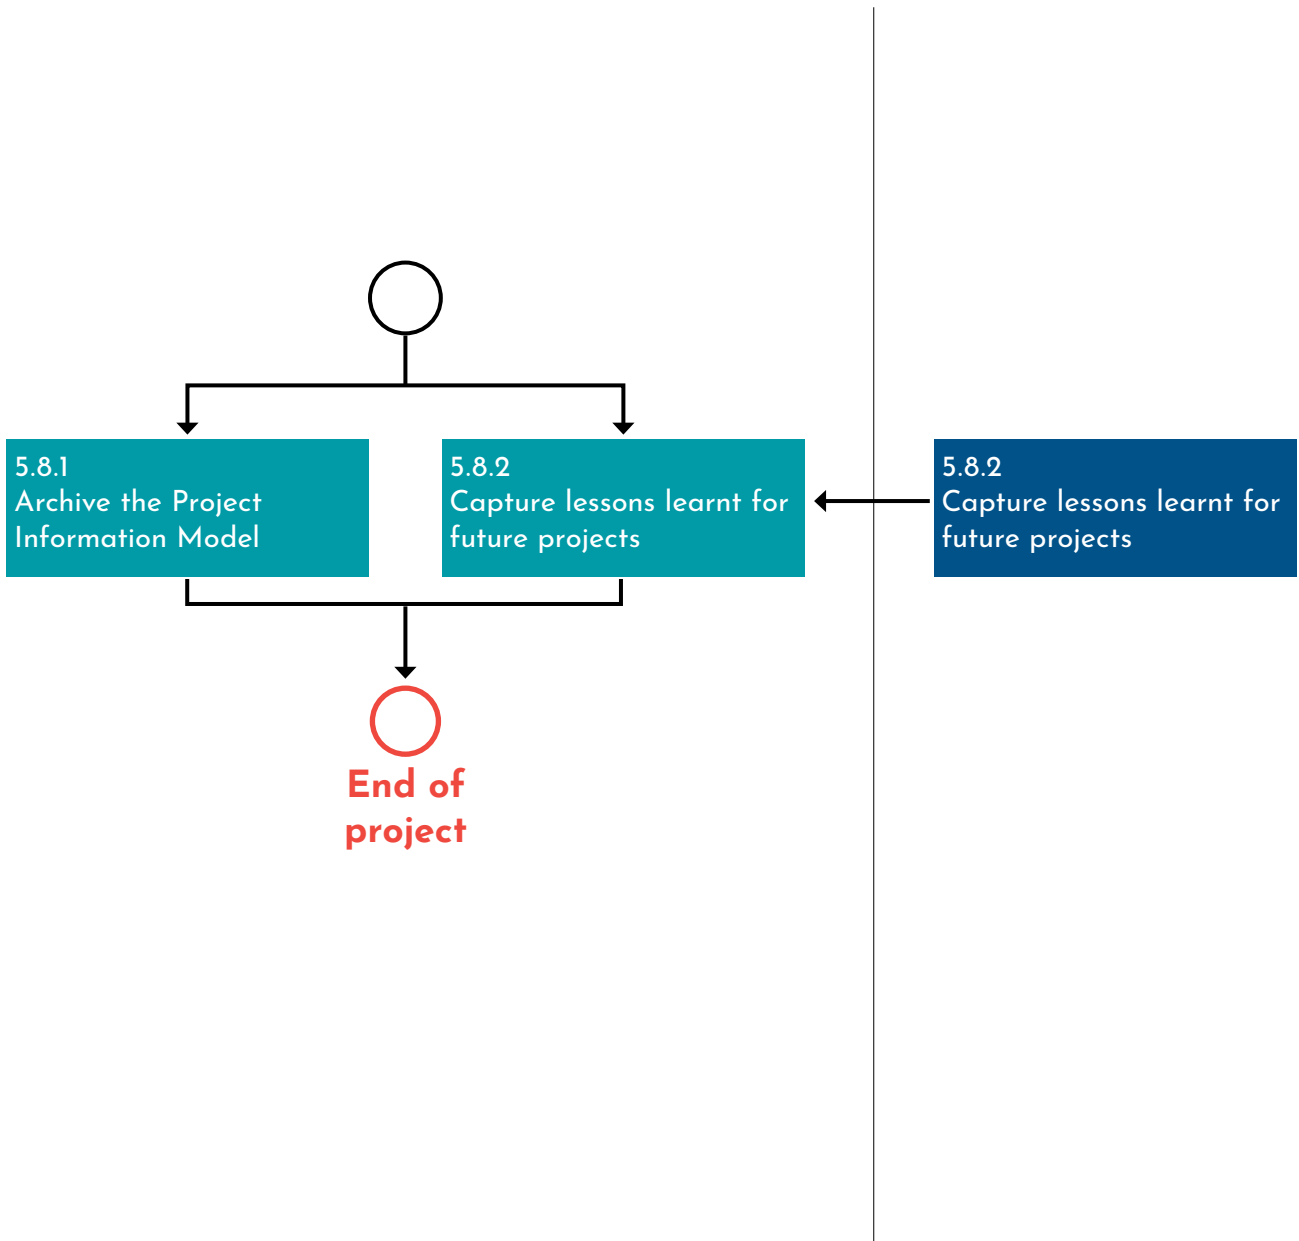 5.8.1
Archive the Project
Information Model
5.8.2
Capture lessons learnt for
future projects
5.8.2
Capture lessons learnt for
future projects
End of
project